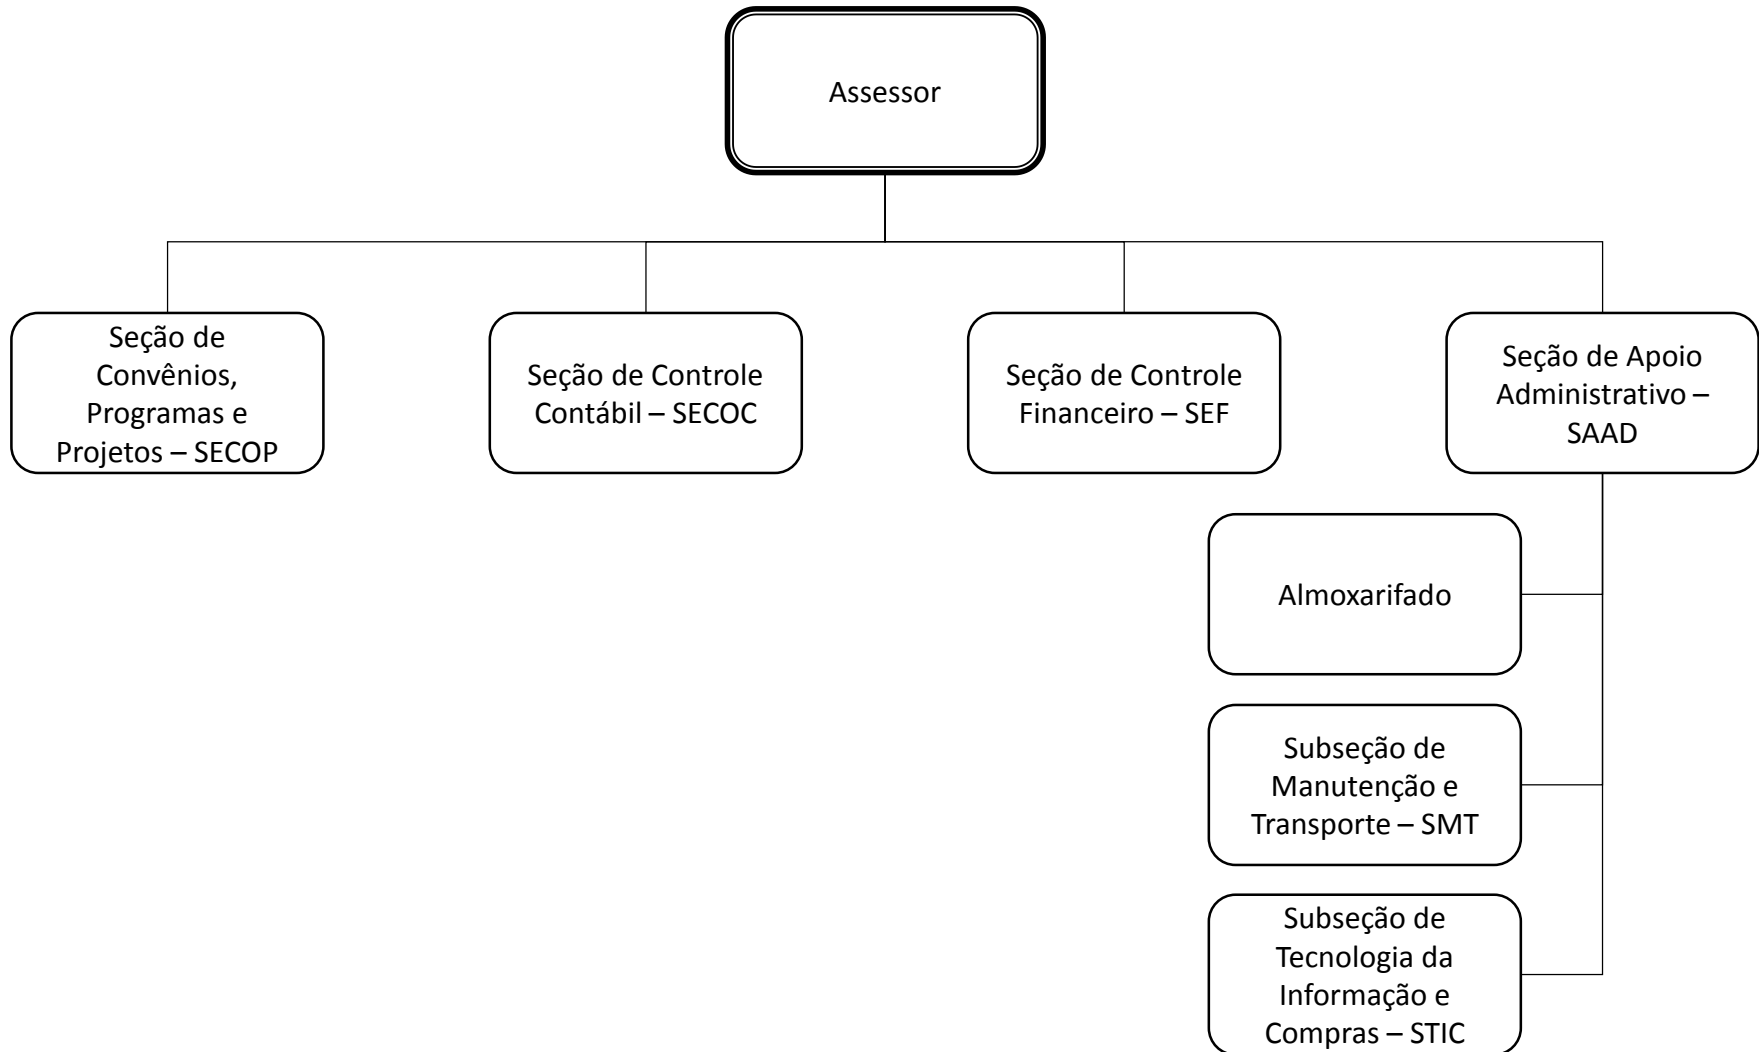 Assessor
Seção de
Convênios,
Programas e
Projetos – SECOP
Seção de Controle
Contábil – SECOC
Seção de Controle
Financeiro – SEF
Seção de Apoio
Administrativo –
SAAD
Almoxarifado
Subseção de
Manutenção e
Transporte – SMT
Subseção de
Tecnologia da
Informação e
Compras – STIC